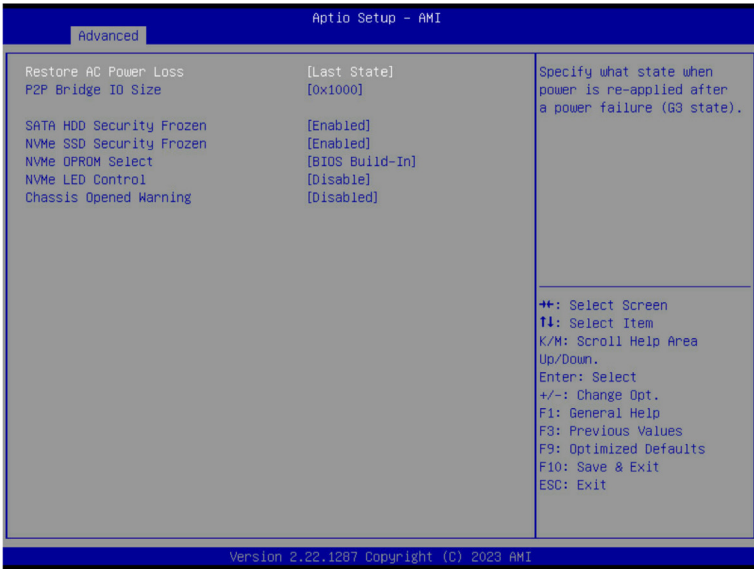 Aptio Setup – AMI
Advanced
Restore AC Power Loss [Last State]
P2P Bridge IO Size [0x1000]
SATA HDD Security Frozen [Enabled]
NVMe SSD Security Frozen [Enabled]
NVMe OPROM Select [BIOS Build-In]
NVMe LED Control [Disable]
Chassis Opened Warning [Disabled]
Specify what state when
power is re-applied after
a power failure (G3 state).
→←: Select Screen
↑↓: Select Item
K/M: Scroll Help Area
Up/Down.
Enter: Select
+/-: Change Opt.
F1: General Help
F3: Previous Values
F9: Optimized Defaults
F10: Save & Exit
ESC: Exit
Version 2.22.1287 Copyright (C) 2023 AMI